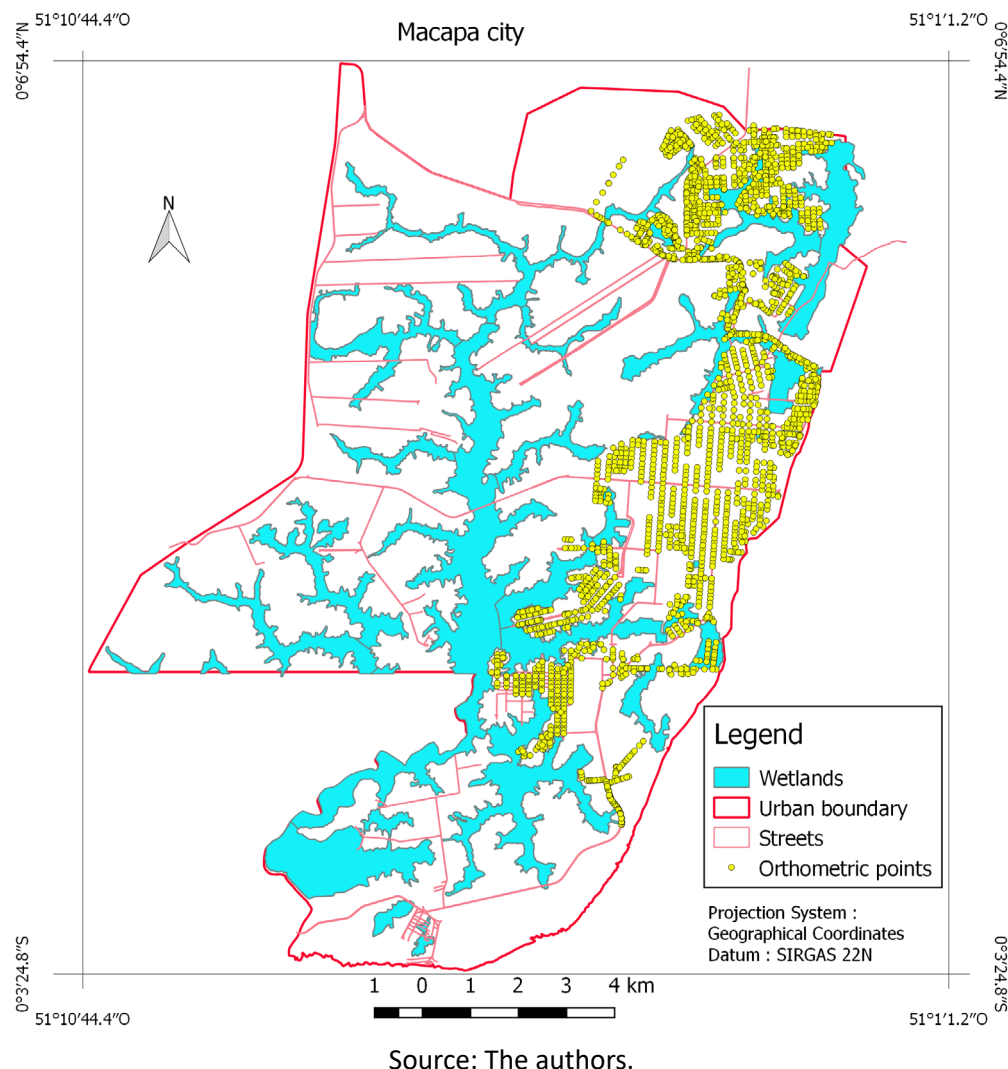 51°10'44.4"O
Macapa city
51°1'1.2"O
0°6'54.4"N
0°6'54.4"N
N
Legend
Wetlands
Urban boundary
Streets
Orthometric points
Projection System :
Geographical Coordinates
Datum : SIRGAS 22N
0°3'24.8"S
0°3'24.8"S
1 0 1 2 3 4 km
51°10'44.4"O
51°1'1.2"O
Source: The authors.